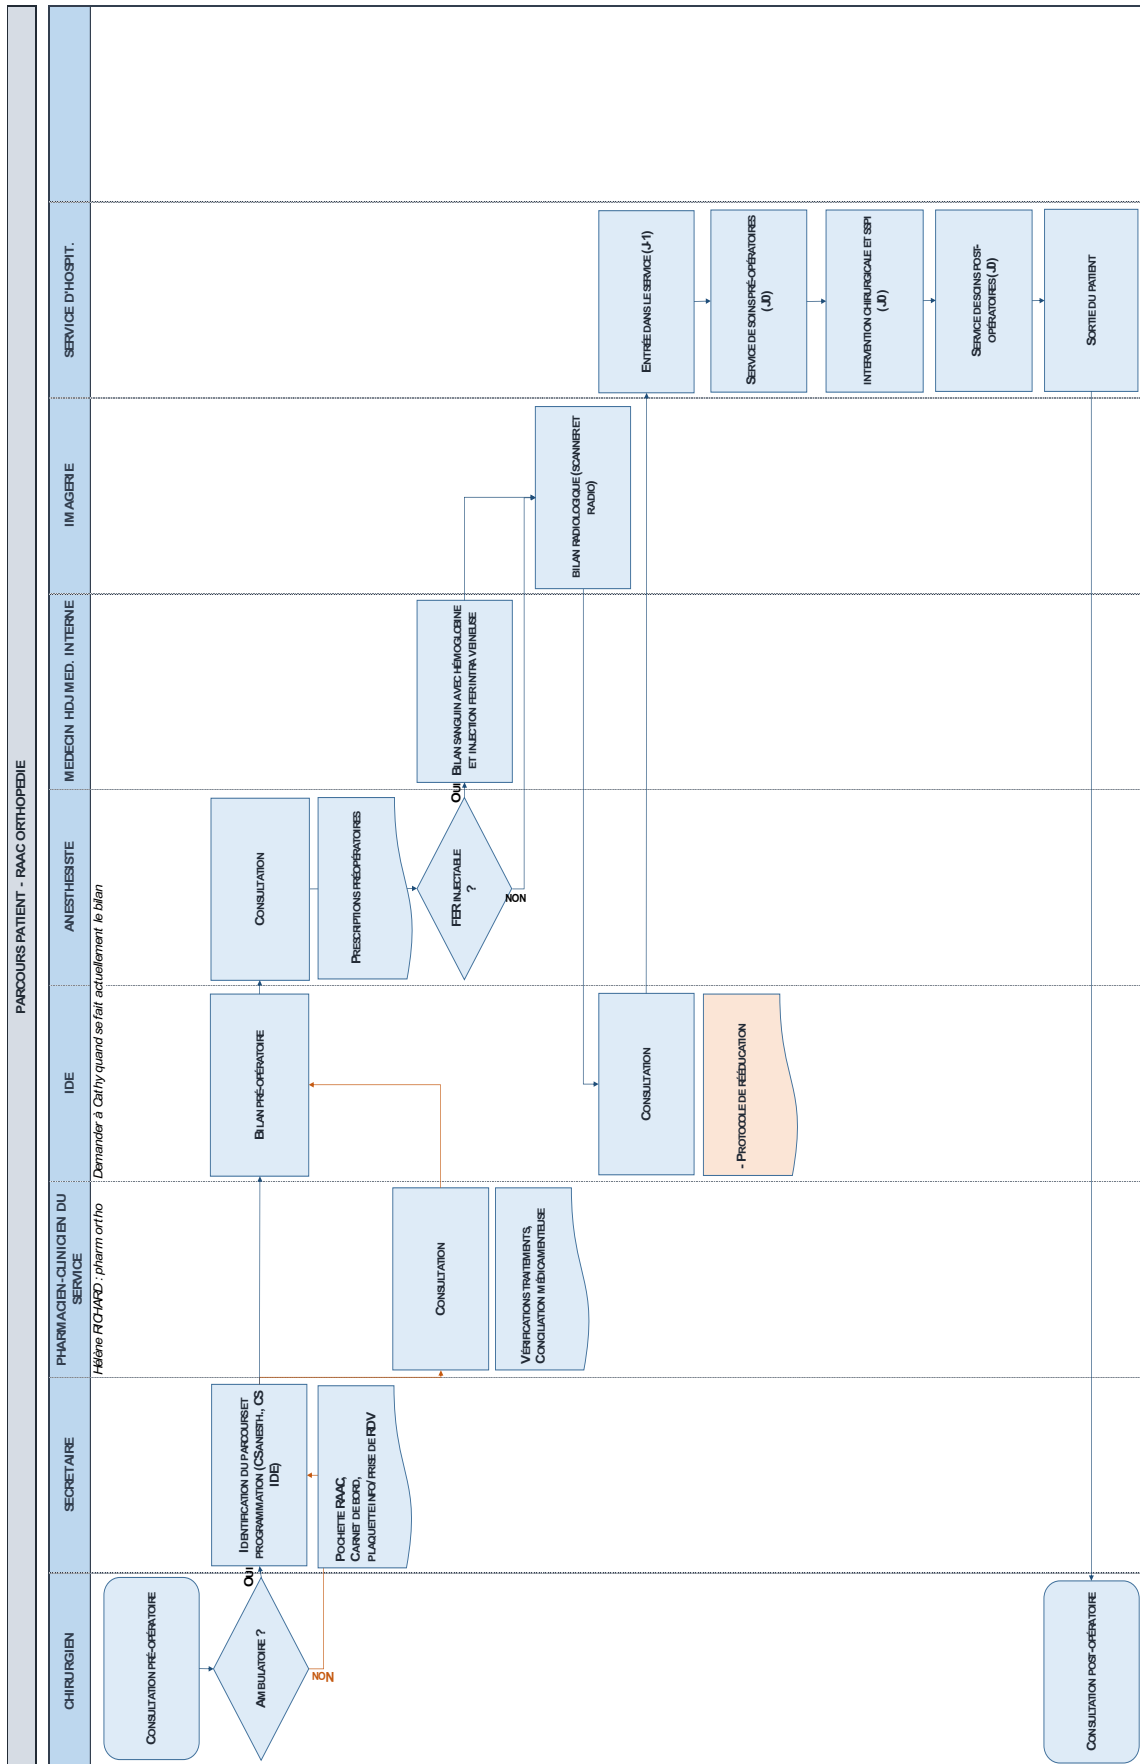 PARCOURS PATIENT - RAAC ORTHOPEDIE
CHIRURGIEN
SECRETAIRE
PHARMACIEN-CLINICIEN DU
SERVICE
IDE
ANESTHESISTE
MEDECIN HDJ MED. INTERNE
IMAGERIE
SERVICE D'HOSPIT.
Hélène RICHARD : pharm ortho
Demander à Cathy quand se fait actuellement le bilan
CONSULTATION PRÉ-OPÉRATOIRE
AMBULATOIRE ?
OUI
NON
IDENTIFICATION DU PARCOURS ET
PROGRAMMATION (CS ANESTH., CS
IDE)
POCHETTE RAAC,
CARNET DE BORD,
PLAQUETTE INFO/ PRISE DE RDV
CONSULTATION
VÉRIFICATIONS TRAITEMENTS,
CONCILIATION MÉDICAMENTEUSE
BILAN PRÉ-OPÉRATOIRE
CONSULTATION
PRESCRIPTIONS PRÉOPÉRATOIRES
FER INJECTABLE
?
OUI
NON
BILAN SANGUIN AVEC HÉMOGLOBINE
ET INJECTION FER INTRA VEINEUSE
BILAN RADIOLOGIQUE (SCANNER ET
RADIO)
CONSULTATION
- PROTOCOLE DE RÉÉDUCATION
ENTRÉE DANS LE SERVICE (J-1)
SERVICE DE SOINS PRÉ-OPÉRATOIRES
(J0)
INTERVENTION CHIRURGICALE ET SSPI
(J0)
SERVICE DE SOINS POST-
OPÉRATOIRES (J0)
SORTIE DU PATIENT
CONSULTATION POST-OPÉRATOIRE